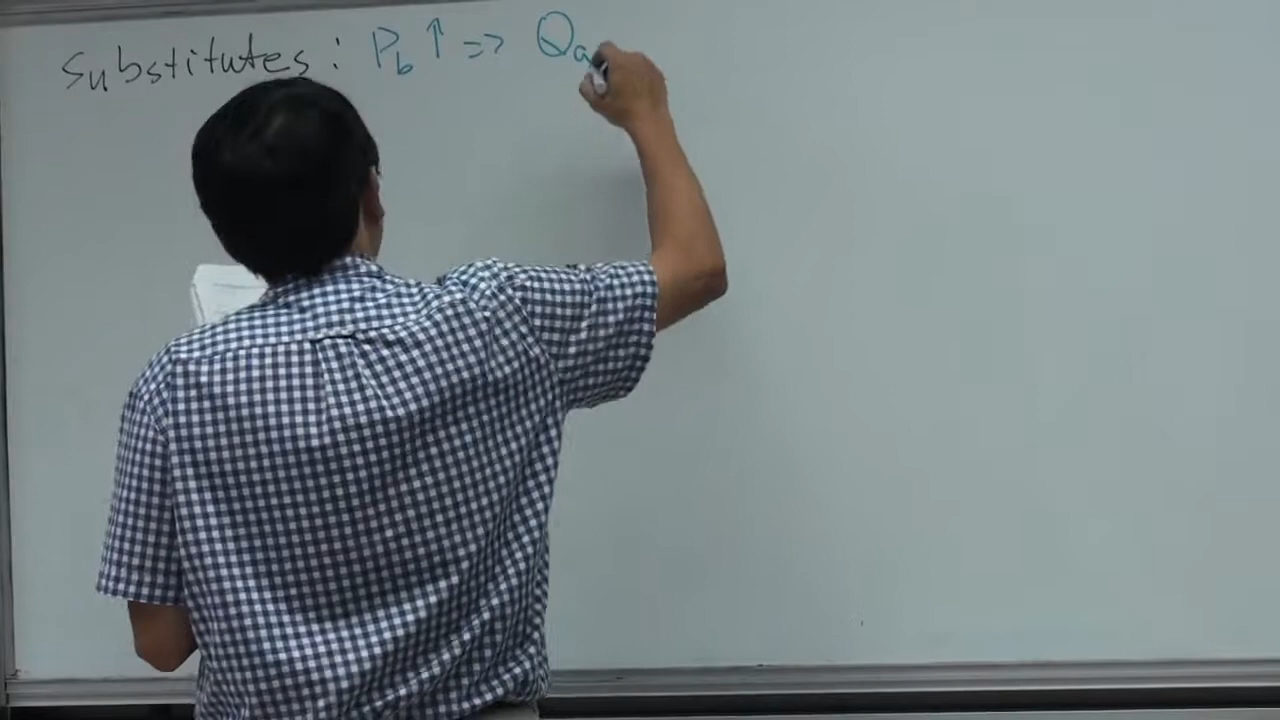 Substitutes: Pb ↑ => Qa